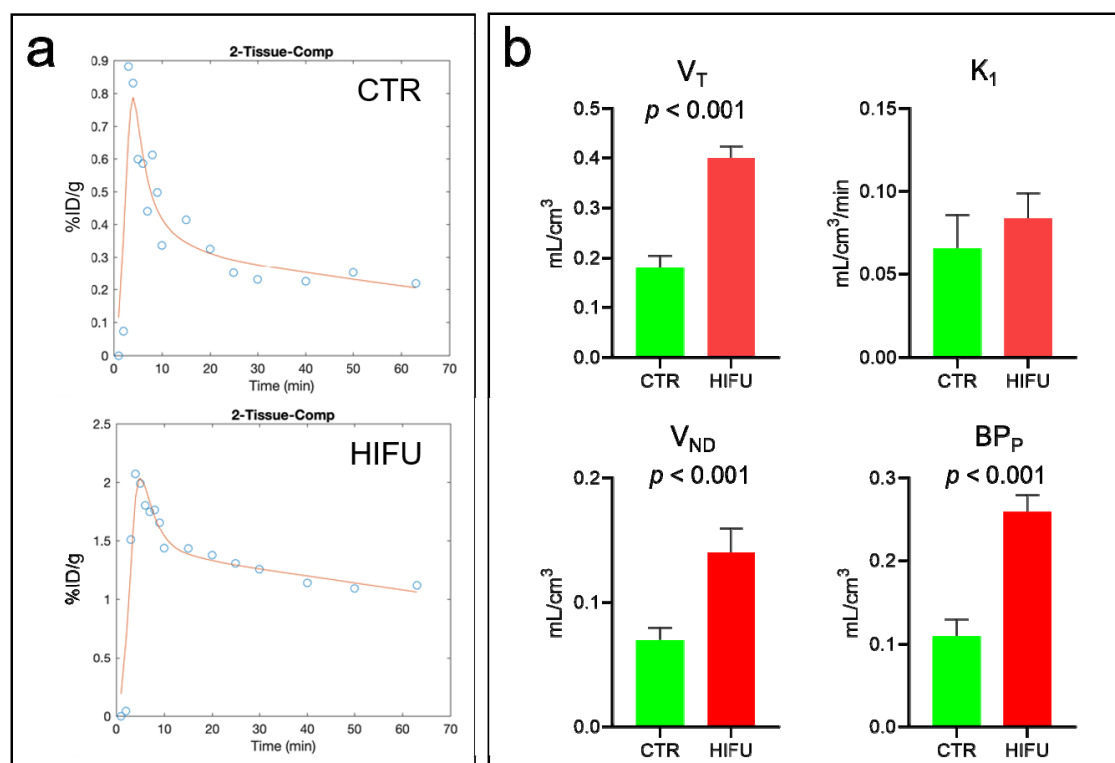 a
2-Tissue-Comp
CTR
%ID/g
0.9
0.8
0.7
0.6
0.5
0.4
0.3
0.2
0.1
0
0 10 20 30 40 50 60 70
Time (min)
2-Tissue-Comp
HIFU
%ID/g
2.5
2
1.5
1
0.5
0
0 10 20 30 40 50 60 70
Time (min)
b
V_T
p < 0.001
mL/cm³
0.5
0.4
0.3
0.2
0.1
0.0
CTR HIFU
K₁
mL/cm³/min
0.15
0.10
0.05
0.00
CTR HIFU
V_ND
p < 0.001
mL/cm³
0.2
0.1
0.0
CTR HIFU
BP_P
p < 0.001
mL/cm³
0.3
0.2
0.1
0.0
CTR HIFU